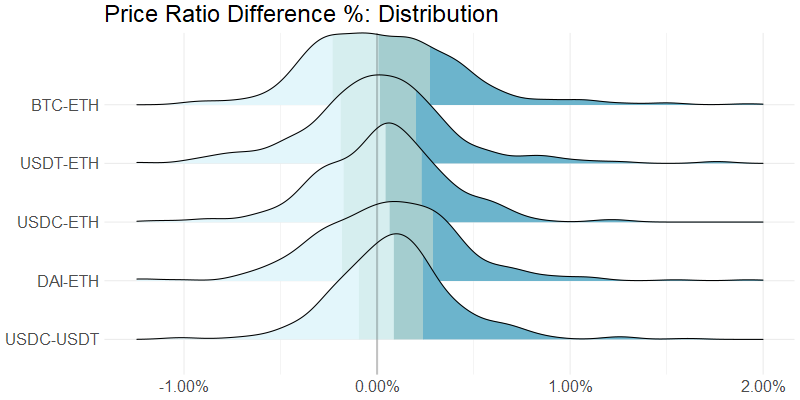 Price Ratio Difference %: Distribution
BTC-ETH
USDT-ETH
USDC-ETH
DAI-ETH
USDC-USDT
-1.00% 0.00% 1.00% 2.00%